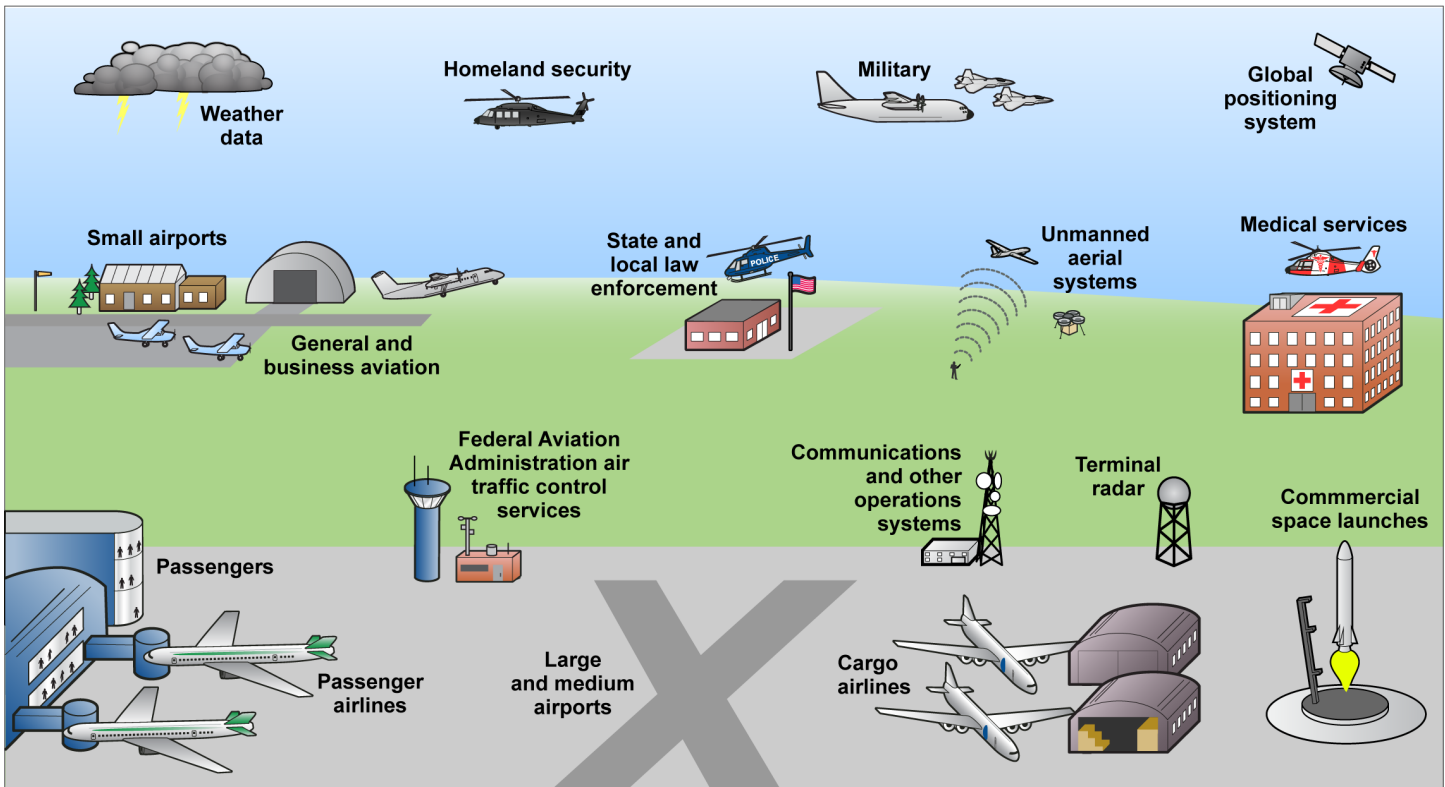 Weather
data
Homeland security
Military
Global
positioning
system
Small airports
General and
business aviation
State and
local law
enforcement
POLICE
Unmanned
aerial
systems
Medical services
Federal Aviation
Administration air
traffic control
services
Communications
and other
operations
systems
Terminal
radar
Commmercial
space launches
Passengers
Passenger
airlines
Large
and medium
airports
Cargo
airlines